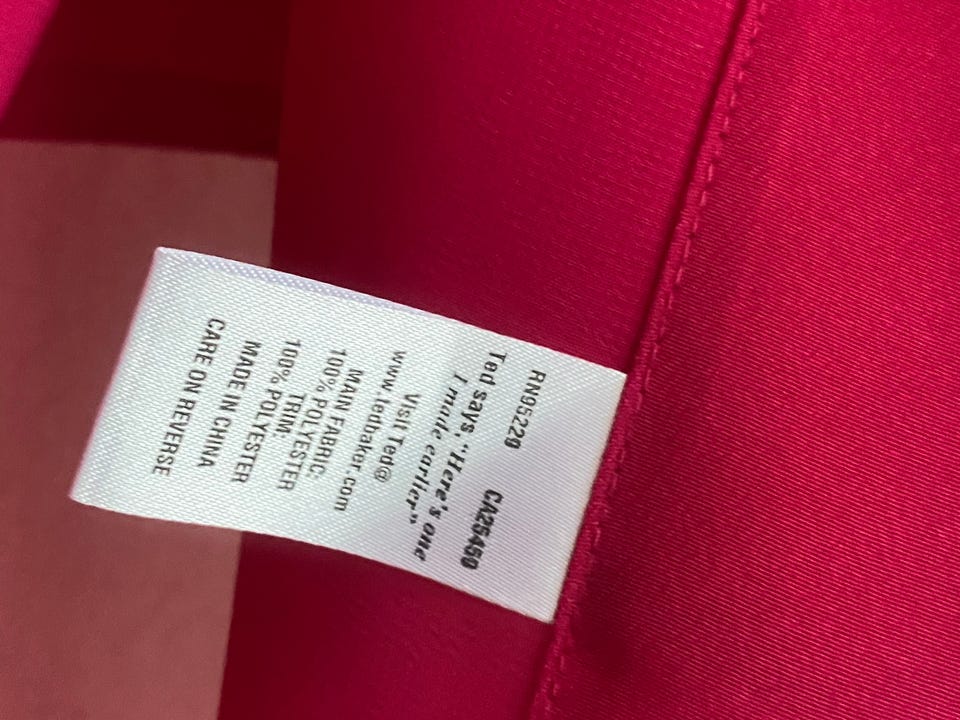 RN95229 CA25450
Ted says, "Here's one
I made earlier"
Visit Ted@
www.tedbaker.com
MAIN FABRIC:
100% POLYESTER
TRIM:
100% POLYESTER
MADE IN CHINA
CARE ON REVERSE